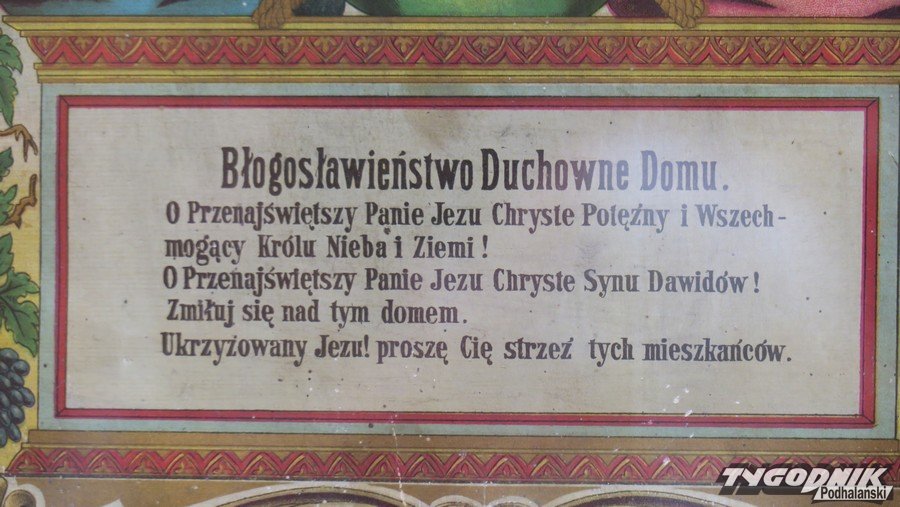 Błogosławieństwo Duchowne Domu.
O Przenajświętszy Panie Jezu Chryste Potężny i Wszech-
mogący Królu Nieba i Ziemi!
O Przenajświętszy Panie Jezu Chryste Synu Dawidów!
Zmiłuj się nad tym domem.
Ukrzyżowany Jezu! proszę Cię strzeź tych mieszkańców.
TYGODNIK
Podhalański